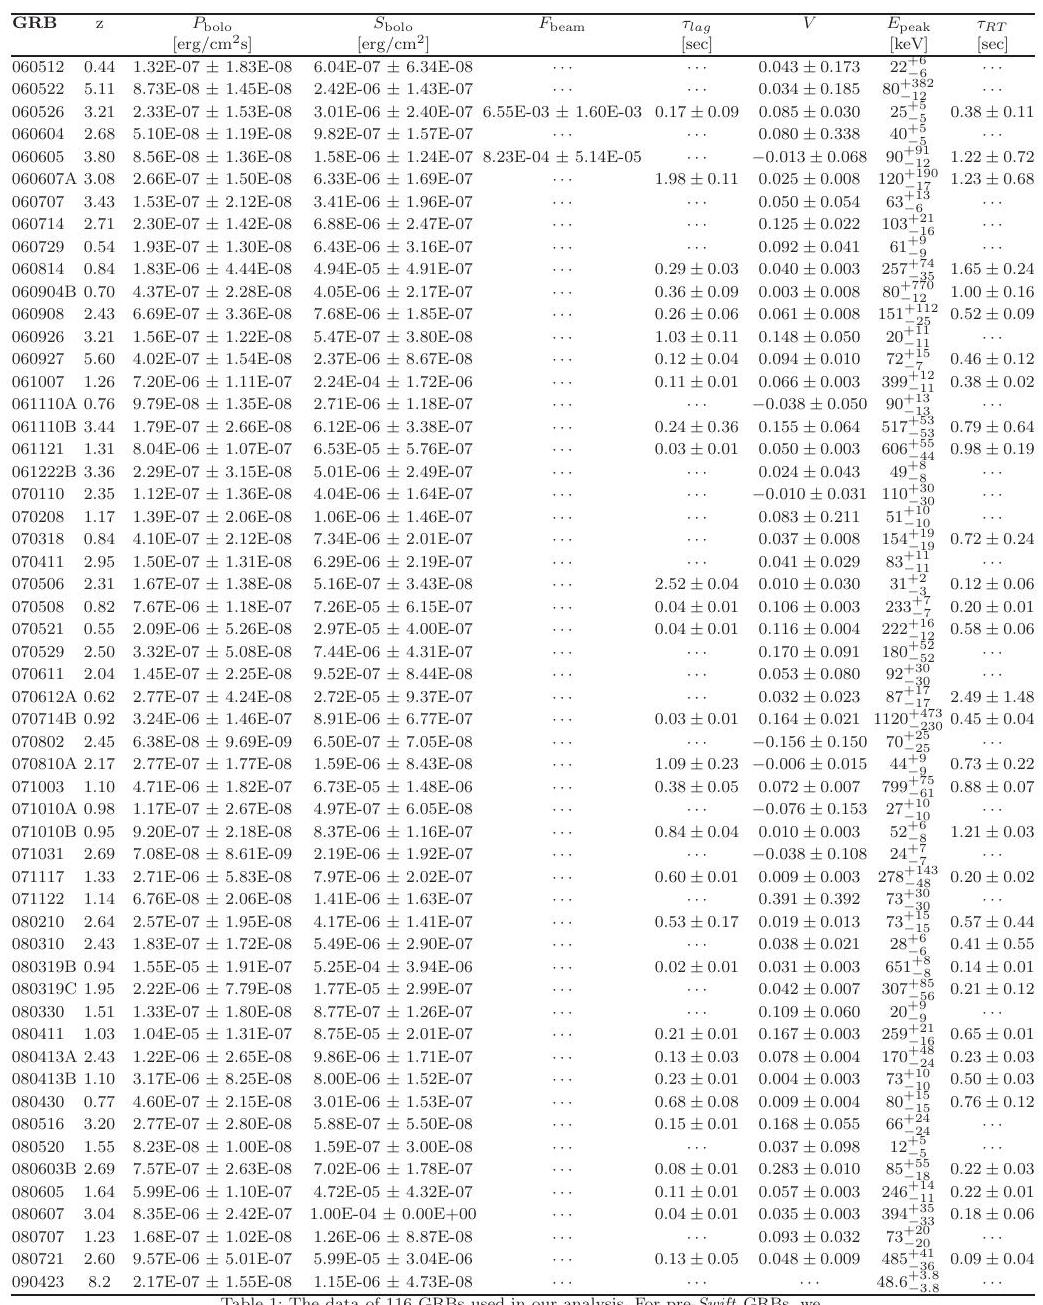 GRB z P_bolo S_bolo F_beam τ_lag V E_peak τ_RT
[erg/cm²s] [erg/cm²] [sec] [keV] [sec]
060512 0.44 1.32E-07 ± 1.83E-08 6.04E-07 ± 6.34E-08 ··· ··· 0.043 ± 0.173 22^{+6}_{−6} ···
060522 5.11 8.73E-08 ± 1.45E-08 2.42E-06 ± 1.43E-07 ··· ··· 0.034 ± 0.185 80^{+382}_{−12} ···
060526 3.21 2.33E-07 ± 1.53E-08 3.01E-06 ± 2.40E-07 6.55E-03 ± 1.60E-03 0.17 ± 0.09 0.085 ± 0.030 25^{+5}_{−5} 0.38 ± 0.11
060604 2.68 5.10E-08 ± 1.19E-08 9.82E-07 ± 1.57E-07 ··· ··· 0.080 ± 0.338 40^{+5}_{−5} ···
060605 3.80 8.56E-08 ± 1.36E-08 1.58E-06 ± 1.24E-07 8.23E-04 ± 5.14E-05 ··· −0.013 ± 0.068 90^{+91}_{−12} 1.22 ± 0.72
060607A 3.08 2.66E-07 ± 1.50E-08 6.33E-06 ± 1.69E-07 ··· 1.98 ± 0.11 0.025 ± 0.008 120^{+190}_{−17} 1.23 ± 0.68
060707 3.43 1.53E-07 ± 2.12E-08 3.41E-06 ± 1.96E-07 ··· ··· 0.050 ± 0.054 63^{+13}_{−6} ···
060714 2.71 2.30E-07 ± 1.42E-08 6.88E-06 ± 2.47E-07 ··· ··· 0.125 ± 0.022 103^{+21}_{−16} ···
060729 0.54 1.93E-07 ± 1.30E-08 6.43E-06 ± 3.16E-07 ··· ··· 0.092 ± 0.041 61^{+9}_{−9} ···
060814 0.84 1.83E-06 ± 4.44E-08 4.94E-05 ± 4.91E-07 ··· 0.29 ± 0.03 0.040 ± 0.003 257^{+74}_{−35} 1.65 ± 0.24
060904B 0.70 4.37E-07 ± 2.28E-08 4.05E-06 ± 2.17E-07 ··· 0.36 ± 0.09 0.003 ± 0.008 80^{+770}_{−12} 1.00 ± 0.16
060908 2.43 6.69E-07 ± 3.36E-08 7.68E-06 ± 1.85E-07 ··· 0.26 ± 0.06 0.061 ± 0.008 151^{+112}_{−25} 0.52 ± 0.09
060926 3.21 1.56E-07 ± 1.22E-08 5.47E-07 ± 3.80E-08 ··· 1.03 ± 0.11 0.148 ± 0.050 20^{+11}_{−11} ···
060927 5.60 4.02E-07 ± 1.54E-08 2.37E-06 ± 8.67E-08 ··· 0.12 ± 0.04 0.094 ± 0.010 72^{+15}_{−7} 0.46 ± 0.12
061007 1.26 7.20E-06 ± 1.11E-07 2.24E-04 ± 1.72E-06 ··· 0.11 ± 0.01 0.066 ± 0.003 399^{+12}_{−11} 0.38 ± 0.02
061110A 0.76 9.79E-08 ± 1.35E-08 2.71E-06 ± 1.18E-07 ··· ··· −0.038 ± 0.050 90^{+13}_{−13} ···
061110B 3.44 1.79E-07 ± 2.66E-08 6.12E-06 ± 3.38E-07 ··· 0.24 ± 0.36 0.155 ± 0.064 517^{+53}_{−53} 0.79 ± 0.64
061121 1.31 8.04E-06 ± 1.07E-07 6.53E-05 ± 5.76E-07 ··· 0.03 ± 0.01 0.050 ± 0.003 606^{+55}_{−44} 0.98 ± 0.19
061222B 3.36 2.29E-07 ± 3.15E-08 5.01E-06 ± 2.49E-07 ··· ··· 0.024 ± 0.043 49^{+8}_{−8} ···
070110 2.35 1.12E-07 ± 1.36E-08 4.04E-06 ± 1.64E-07 ··· ··· −0.010 ± 0.031 110^{+30}_{−30} ···
070208 1.17 1.39E-07 ± 2.06E-08 1.06E-06 ± 1.46E-07 ··· ··· 0.083 ± 0.211 51^{+10}_{−10} ···
070318 0.84 4.10E-07 ± 2.12E-08 7.34E-06 ± 2.01E-07 ··· ··· 0.037 ± 0.008 154^{+19}_{−19} 0.72 ± 0.24
070411 2.95 1.50E-07 ± 1.31E-08 6.29E-06 ± 2.19E-07 ··· ··· 0.041 ± 0.029 83^{+11}_{−11} ···
070506 2.31 1.67E-07 ± 1.38E-08 5.16E-07 ± 3.43E-08 ··· 2.52 ± 0.04 0.010 ± 0.030 31^{+2}_{−3} 0.12 ± 0.06
070508 0.82 7.67E-06 ± 1.18E-07 7.26E-05 ± 6.15E-07 ··· 0.04 ± 0.01 0.106 ± 0.003 233^{+7}_{−7} 0.20 ± 0.01
070521 0.55 2.09E-06 ± 5.26E-08 2.97E-05 ± 4.00E-07 ··· 0.04 ± 0.01 0.116 ± 0.004 222^{+16}_{−12} 0.58 ± 0.06
070529 2.50 3.32E-07 ± 5.08E-08 7.44E-06 ± 4.31E-07 ··· ··· 0.170 ± 0.091 180^{+52}_{−52} ···
070611 2.04 1.45E-07 ± 2.25E-08 9.52E-07 ± 8.44E-08 ··· ··· 0.053 ± 0.080 92^{+30}_{−30} ···
070612A 0.62 2.77E-07 ± 4.24E-08 2.72E-05 ± 9.37E-07 ··· ··· 0.032 ± 0.023 87^{+17}_{−17} 2.49 ± 1.48
070714B 0.92 3.24E-06 ± 1.46E-07 8.91E-06 ± 6.77E-07 ··· 0.03 ± 0.01 0.164 ± 0.021 1120^{+473}_{−230} 0.45 ± 0.04
070802 2.45 6.38E-08 ± 9.69E-09 6.50E-07 ± 7.05E-08 ··· ··· −0.156 ± 0.150 70^{+25}_{−25} ···
070810A 2.17 2.77E-07 ± 1.77E-08 1.59E-06 ± 8.43E-08 ··· 1.09 ± 0.23 −0.006 ± 0.015 44^{+9}_{−9} 0.73 ± 0.22
071003 1.10 4.71E-06 ± 1.82E-07 6.73E-05 ± 1.48E-06 ··· 0.38 ± 0.05 0.072 ± 0.007 799^{+75}_{−61} 0.88 ± 0.07
071010A 0.98 1.17E-07 ± 2.67E-08 4.97E-07 ± 6.05E-08 ··· ··· −0.076 ± 0.153 27^{+10}_{−10} ···
071010B 0.95 9.20E-07 ± 2.18E-08 8.37E-06 ± 1.16E-07 ··· 0.84 ± 0.04 0.010 ± 0.003 52^{+6}_{−8} 1.21 ± 0.03
071031 2.69 7.08E-08 ± 8.61E-09 2.19E-06 ± 1.92E-07 ··· ··· −0.038 ± 0.108 24^{+7}_{−7} ···
071117 1.33 2.71E-06 ± 5.83E-08 7.97E-06 ± 2.02E-07 ··· 0.60 ± 0.01 0.009 ± 0.003 278^{+143}_{−48} 0.20 ± 0.02
071122 1.14 6.76E-08 ± 2.06E-08 1.41E-06 ± 1.63E-07 ··· ··· 0.391 ± 0.392 73^{+30}_{−30} ···
080210 2.64 2.57E-07 ± 1.95E-08 4.17E-06 ± 1.41E-07 ··· 0.53 ± 0.17 0.019 ± 0.013 73^{+15}_{−15} 0.57 ± 0.44
080310 2.43 1.83E-07 ± 1.72E-08 5.49E-06 ± 2.90E-07 ··· ··· 0.038 ± 0.021 28^{+6}_{−6} 0.41 ± 0.55
080319B 0.94 1.55E-05 ± 1.91E-07 5.25E-04 ± 3.94E-06 ··· 0.02 ± 0.01 0.031 ± 0.003 651^{+8}_{−8} 0.14 ± 0.01
080319C 1.95 2.22E-06 ± 7.79E-08 1.77E-05 ± 2.99E-07 ··· ··· 0.042 ± 0.007 307^{+85}_{−56} 0.21 ± 0.12
080330 1.51 1.33E-07 ± 1.80E-08 8.77E-07 ± 1.26E-07 ··· ··· 0.109 ± 0.060 20^{+9}_{−9} ···
080411 1.03 1.04E-05 ± 1.31E-07 8.75E-05 ± 2.01E-07 ··· 0.21 ± 0.01 0.167 ± 0.003 259^{+21}_{−16} 0.65 ± 0.01
080413A 2.43 1.22E-06 ± 2.65E-08 9.86E-06 ± 1.71E-07 ··· 0.13 ± 0.03 0.078 ± 0.004 170^{+48}_{−24} 0.23 ± 0.03
080413B 1.10 3.17E-06 ± 8.25E-08 8.00E-06 ± 1.52E-07 ··· 0.23 ± 0.01 0.004 ± 0.003 73^{+10}_{−10} 0.50 ± 0.03
080430 0.77 4.60E-07 ± 2.15E-08 3.01E-06 ± 1.53E-07 ··· 0.68 ± 0.08 0.009 ± 0.004 80^{+15}_{−15} 0.76 ± 0.12
080516 3.20 2.77E-07 ± 2.80E-08 5.88E-07 ± 5.50E-08 ··· 0.15 ± 0.01 0.168 ± 0.055 66^{+24}_{−24} ···
080520 1.55 8.23E-08 ± 1.00E-08 1.59E-07 ± 3.00E-08 ··· ··· 0.037 ± 0.098 12^{+5}_{−5} ···
080603B 2.69 7.57E-07 ± 2.63E-08 7.02E-06 ± 1.78E-07 ··· 0.08 ± 0.01 0.283 ± 0.010 85^{+55}_{−18} 0.22 ± 0.03
080605 1.64 5.99E-06 ± 1.10E-07 4.72E-05 ± 4.32E-07 ··· 0.11 ± 0.01 0.057 ± 0.003 246^{+14}_{−11} 0.22 ± 0.01
080607 3.04 8.35E-06 ± 2.42E-07 1.00E-04 ± 0.00E+00 ··· 0.04 ± 0.01 0.035 ± 0.003 394^{+35}_{−33} 0.18 ± 0.06
080707 1.23 1.68E-07 ± 1.02E-08 1.26E-06 ± 8.87E-08 ··· ··· 0.093 ± 0.032 73^{+20}_{−20} ···
080721 2.60 9.57E-06 ± 5.01E-07 5.99E-05 ± 3.04E-06 ··· 0.13 ± 0.05 0.048 ± 0.009 485^{+41}_{−36} 0.09 ± 0.04
090423 8.2 2.17E-07 ± 1.55E-08 1.15E-06 ± 4.73E-08 ··· ··· ··· 48.6^{+3.8}_{−3.8} ···
Table 1: The data of 116 GRBs used in our analysis. For pre-Swift GRBs, we